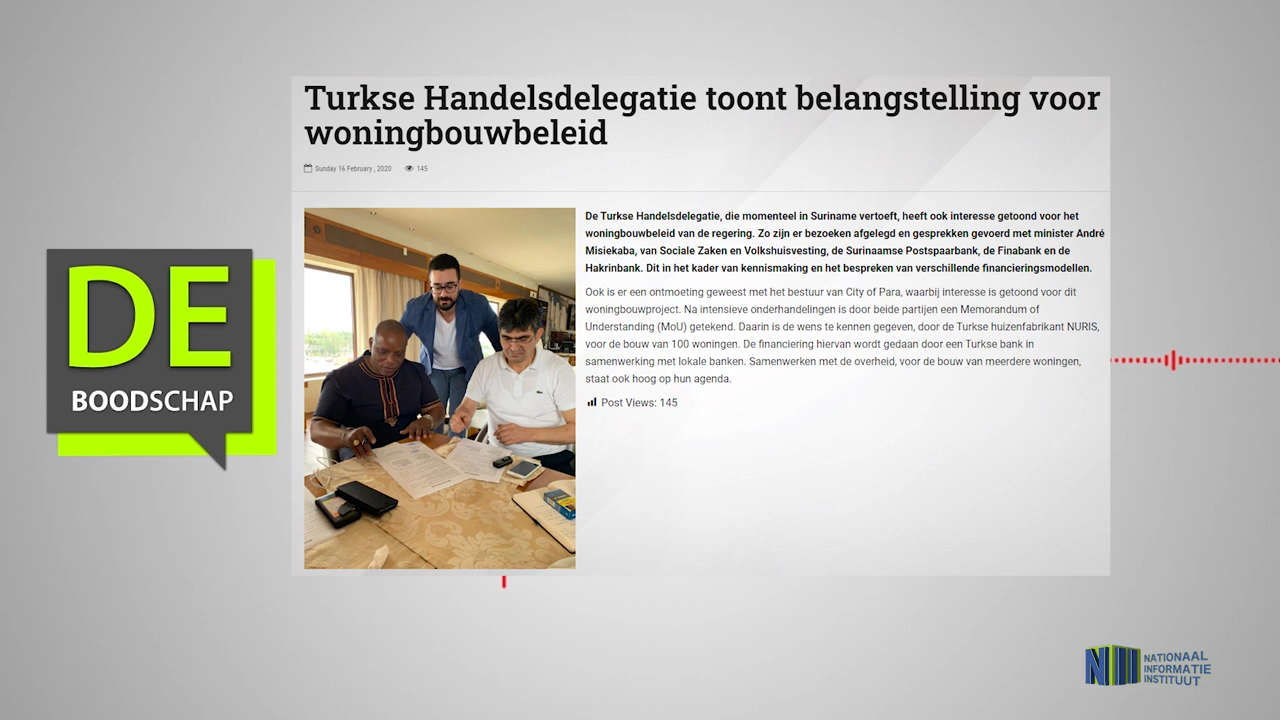 Turkse Handelsdelegatie toont belangstelling voor
woningbouwbeleid
Sunday 16 February , 2020 145
De Turkse Handelsdelegatie, die momenteel in Suriname vertoeft, heeft ook interesse getoond voor het
woningbouwbeleid van de regering. Zo zijn er bezoeken afgelegd en gesprekken gevoerd met minister André
Misiekaba, van Sociale Zaken en Volkshuisvesting, de Surinaamse Postspaarbank, de Finabank en de
Hakrinbank. Dit in het kader van kennismaking en het bespreken van verschillende financieringsmodellen.
Ook is er een ontmoeting geweest met het bestuur van City of Para, waarbij interesse is getoond voor dit
woningbouwproject. Na intensieve onderhandelingen is door beide partijen een Memorandum of
Understanding (MoU) getekend. Daarin is de wens te kennen gegeven, door de Turkse huizenfabrikant NURIS,
voor de bouw van 100 woningen. De financiering hiervan wordt gedaan door een Turkse bank in
samenwerking met lokale banken. Samenwerken met de overheid, voor de bouw van meerdere woningen,
staat ook hoog op hun agenda.
Post Views: 145
DE
BOODSCHAP
NATIONAAL
INFORMATIE
INSTITUUT